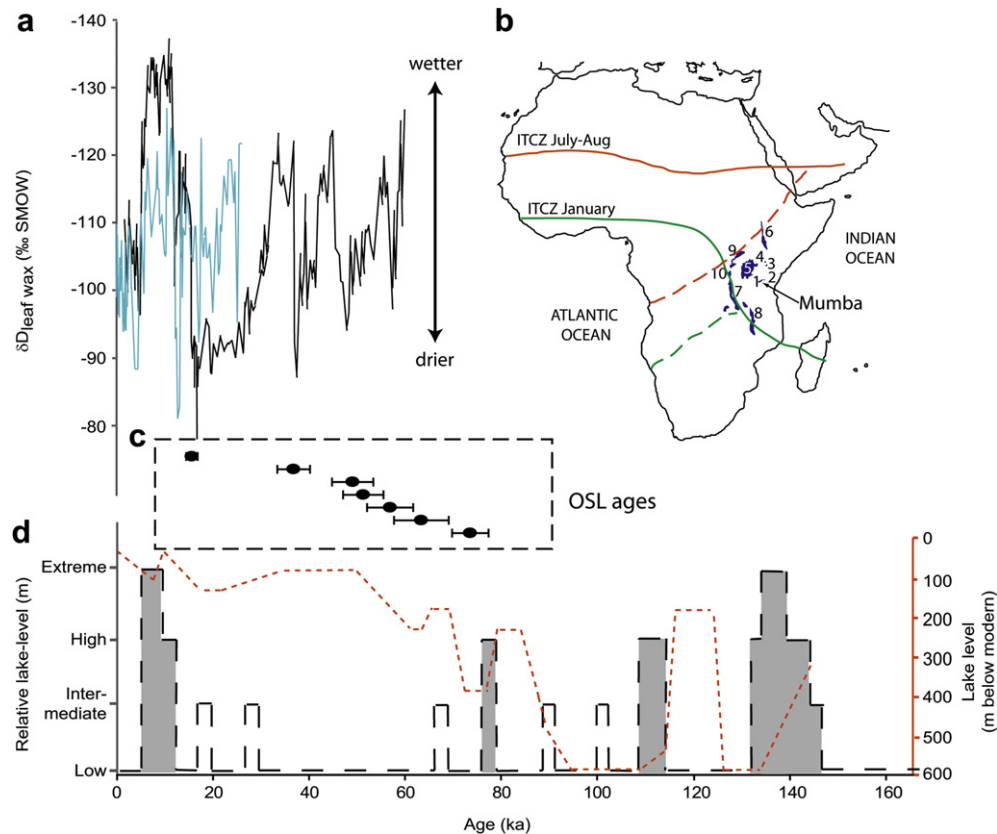 a
-140
-130
-120
-110
-100
-90
-80
δDleaf wax (‰ SMOW)
wetter
drier
b
ITCZ July-Aug
ITCZ January
ATLANTIC
OCEAN
INDIAN
OCEAN
6
9
4
3
5
10
2
1
7
8
Mumba
c
OSL ages
d
Relative lake-level (m)
Extreme
High
Inter-
mediate
Low
0
100
200
300
400
500
600
Lake level
(m below modern)
0
20
40
60
80
100
120
140
160
Age (ka)